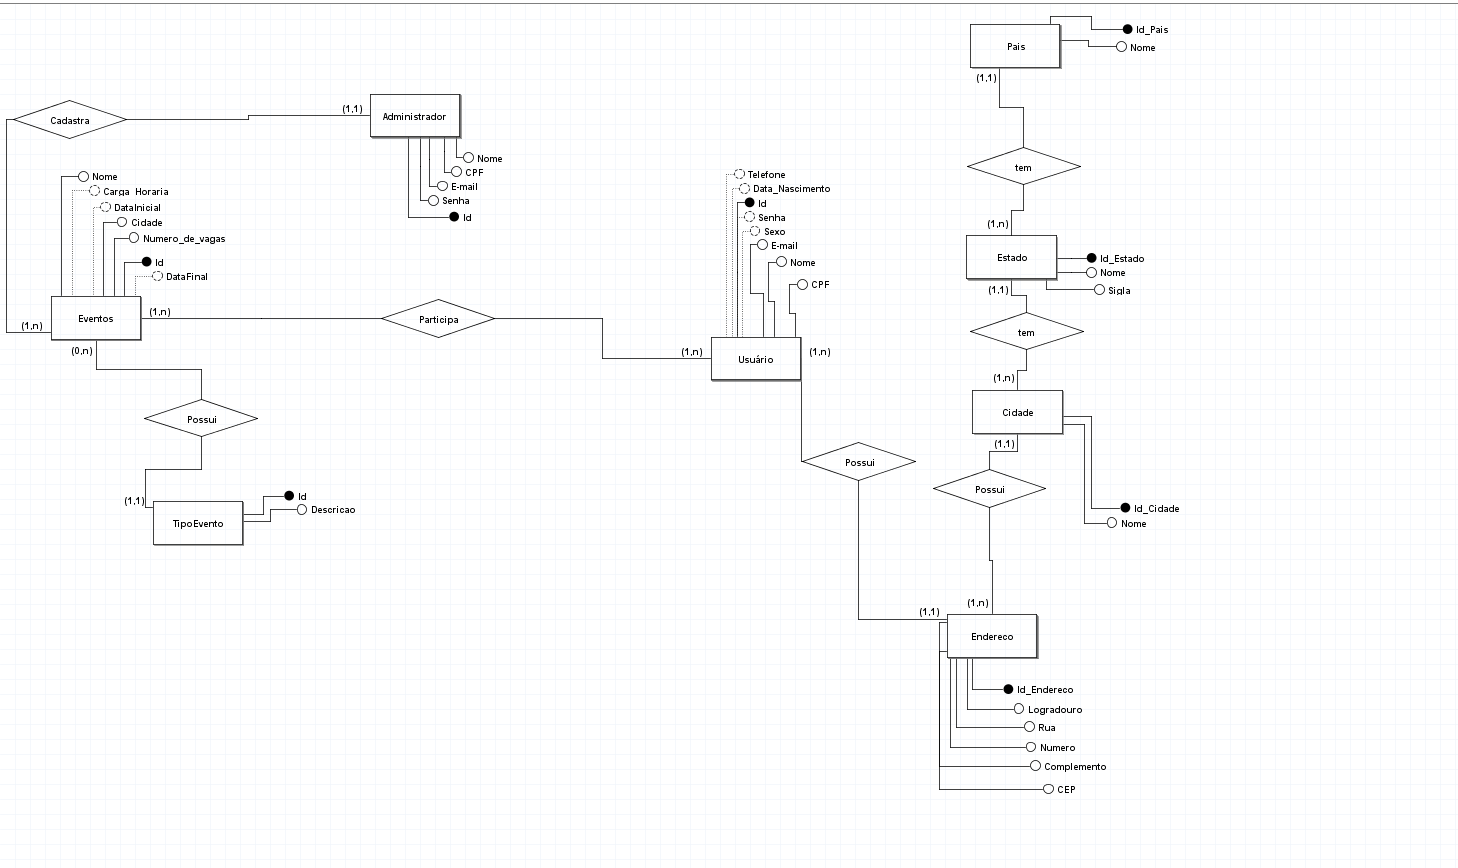 Id_Pais
Pais
Nome
(1,1)
(1,1)
Cadastra
Administrador
Nome
CPF
E-mail
Senha
Id
tem
Nome
Carga_Horaria
DataInicial
Cidade
Numero_de_vagas
Id
DataFinal
Telefone
Data_Nascimento
Id
Senha
Sexo
E-mail
Nome
CPF
(1,n)
Estado
Id_Estado
Nome
Sigla
(1,1)
(1,n)
Eventos
(1,n)
Participa
(1,n)
Usuário
(1,n)
tem
(0,n)
(1,n)
Cidade
(1,1)
Possui
Possui
Possui
Id_Cidade
Nome
(1,1)
TipoEvento
Id
Descricao
(1,1)
(1,n)
Endereco
Id_Endereco
Logradouro
Rua
Numero
Complemento
CEP